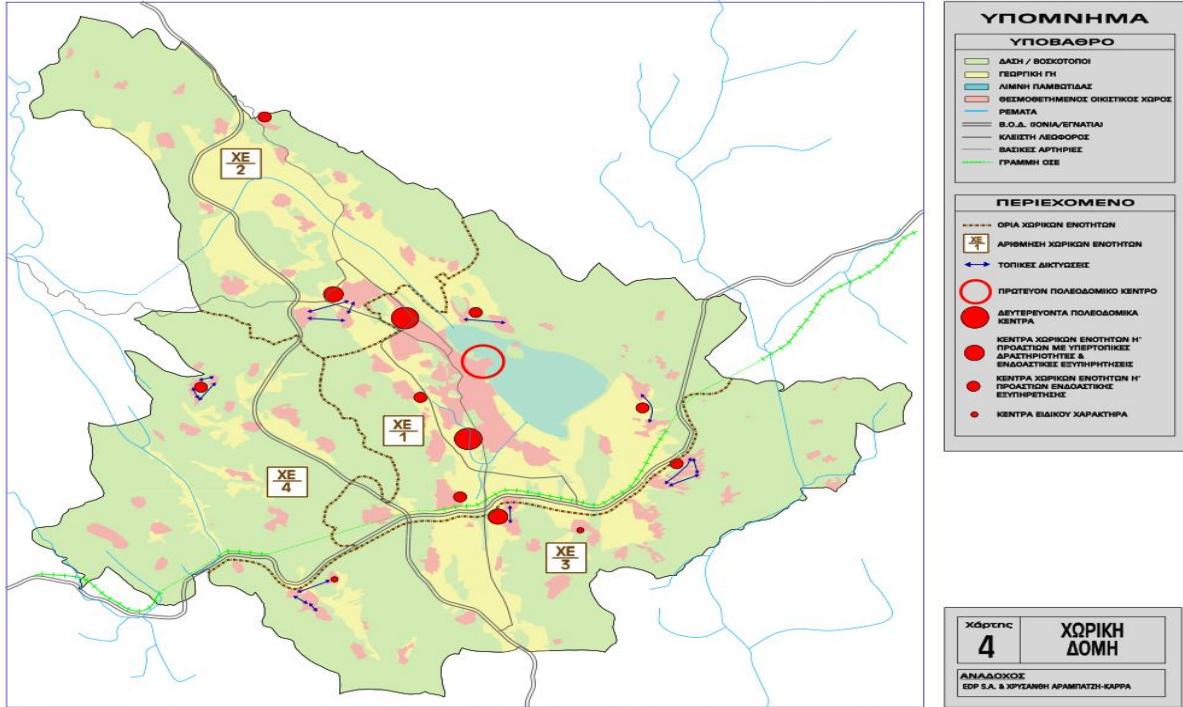 ΧΕ
2
ΧΕ
1
ΧΕ
4
ΧΕ
3
ΥΠΟΜΝΗΜΑ
ΥΠΟΒΑΘΡΟ
ΔΑΣΗ / ΒΟΣΚΟΤΟΠΟΙ
ΓΕΩΡΓΙΚΗ ΓΗ
ΛΙΜΝΗ ΠΑΜΒΩΤΙΔΑΣ
ΘΕΣΜΟΘΕΤΗΜΕΝΟΣ ΟΙΚΙΣΤΙΚΟΣ ΧΩΡΟΣ
ΡΕΜΑΤΑ
Β.Ο.Δ. (ΙΟΝΙΑ/ΕΓΝΑΤΙΑ)
ΚΛΕΙΣΤΗ ΛΕΩΦΟΡΟΣ
ΒΑΣΙΚΕΣ ΑΡΤΗΡΙΕΣ
ΓΡΑΜΜΗ ΟΣΕ
ΠΕΡΙΕΧΟΜΕΝΟ
ΟΡΙΑ ΧΩΡΙΚΩΝ ΕΝΟΤΗΤΩΝ
ΧΕ
1
ΑΡΙΘΜΗΣΗ ΧΩΡΙΚΩΝ ΕΝΟΤΗΤΩΝ
ΤΟΠΙΚΕΣ ΔΙΚΤΥΩΣΕΙΣ
ΠΡΩΤΕΥΟΝ ΠΟΛΕΟΔΟΜΙΚΟ ΚΕΝΤΡΟ
ΔΕΥΤΕΡΕΥΟΝΤΑ ΠΟΛΕΟΔΟΜΙΚΑ
ΚΕΝΤΡΑ
ΚΕΝΤΡΑ ΧΩΡΙΚΩΝ ΕΝΟΤΗΤΩΝ Η'
ΠΡΟΑΣΤΙΩΝ ΜΕ ΥΠΕΡΤΟΠΙΚΕΣ
ΔΡΑΣΤΗΡΙΟΤΗΤΕΣ &
ΕΝΔΟΑΣΤΙΚΕΣ ΕΞΥΠΗΡΗΤΗΣΕΙΣ
ΚΕΝΤΡΑ ΧΩΡΙΚΩΝ ΕΝΟΤΗΤΩΝ Η'
ΠΡΟΑΣΤΙΩΝ ΕΝΔΟΑΣΤΙΚΗΣ
ΕΞΥΠΗΡΕΤΗΣΗΣ
ΚΕΝΤΡΑ ΕΙΔΙΚΟΥ ΧΑΡΑΚΤΗΡΑ
Χάρτης
4
ΧΩΡΙΚΗ
ΔΟΜΗ
ΑΝΑΔΟΧΟΣ
EDP S.A. & ΧΡΥΣΑΝΘΗ ΑΡΑΜΠΑΤΖΗ-ΚΑΡΡΑ